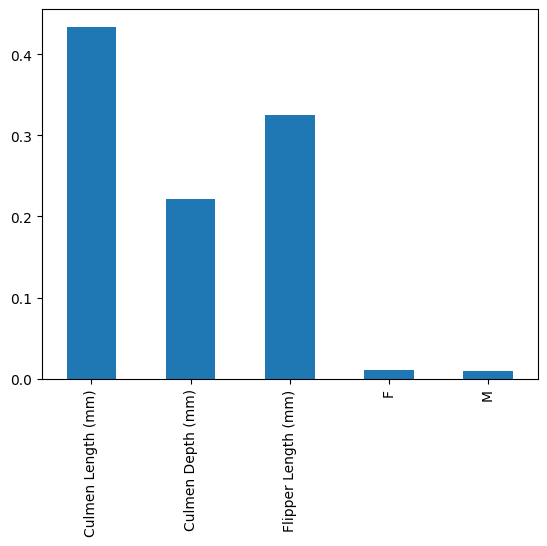 0.4
0.3
0.2
0.1
0.0
Culmen Length (mm)
Culmen Depth (mm)
Flipper Length (mm)
F
M